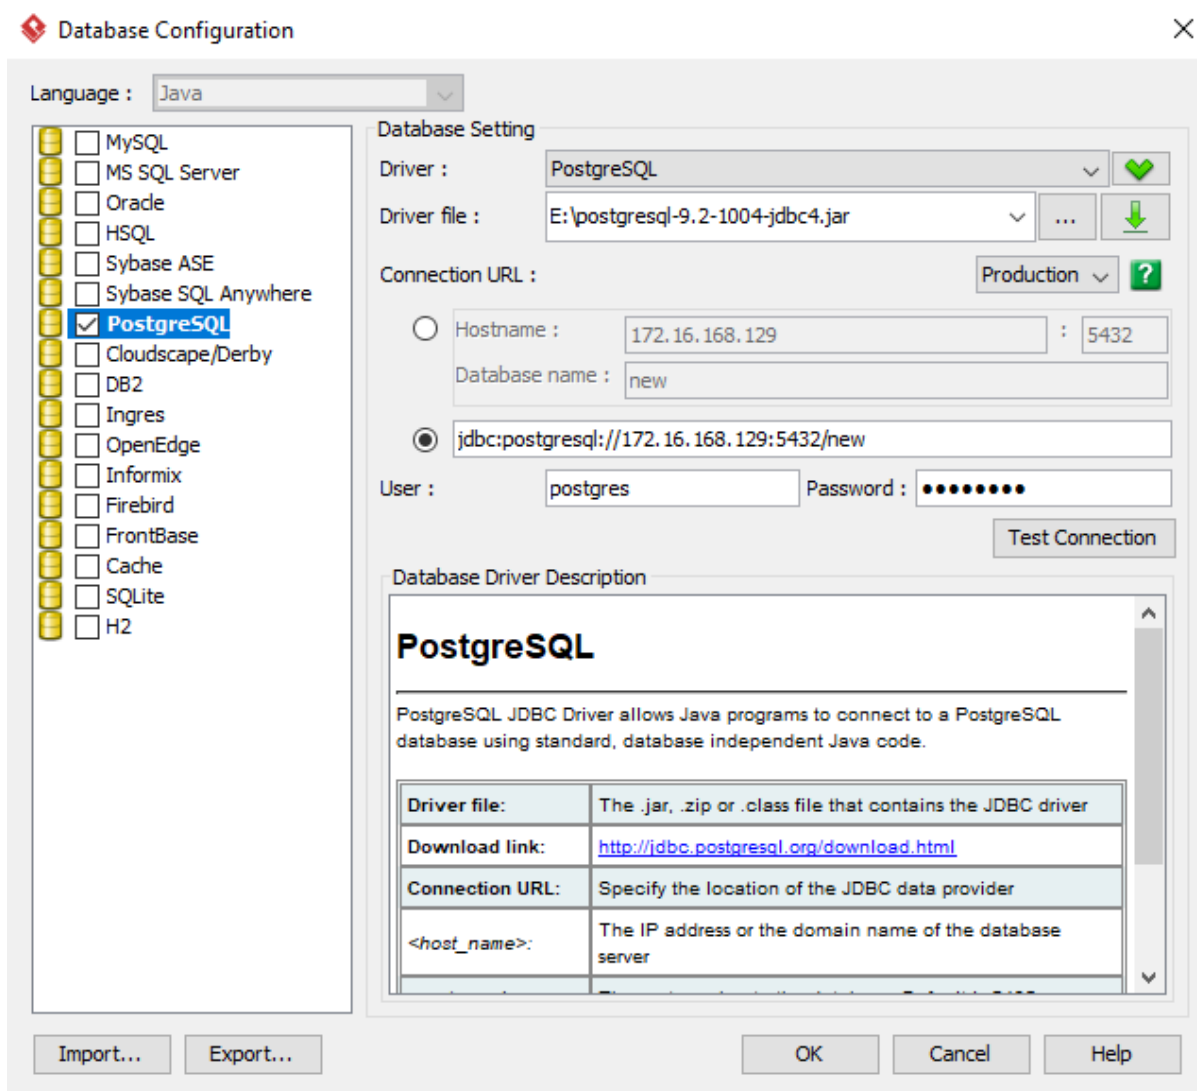 Database Configuration
Language :
Java
MySQL
MS SQL Server
Oracle
HSQL
Sybase ASE
Sybase SQL Anywhere
PostgreSQL
Cloudscape/Derby
DB2
Ingres
OpenEdge
Informix
Firebird
FrontBase
Cache
SQLite
H2
Database Setting
Driver :
PostgreSQL
Driver file :
E:\postgresql-9.2-1004-jdbc4.jar
...
Connection URL :
Production
?
Hostname :
172.16.168.129
:
5432
Database name :
new
jdbc:postgresql://172.16.168.129:5432/new
User :
postgres
Password :
●●●●●●●●
Test Connection
Database Driver Description
PostgreSQL
PostgreSQL JDBC Driver allows Java programs to connect to a PostgreSQL
database using standard, database independent Java code.
Driver file:
The .jar, .zip or .class file that contains the JDBC driver
Download link:
http://jdbc.postgresql.org/download.html
Connection URL:
Specify the location of the JDBC data provider
<host_name>:
The IP address or the domain name of the database
server
Import...
Export...
OK
Cancel
Help